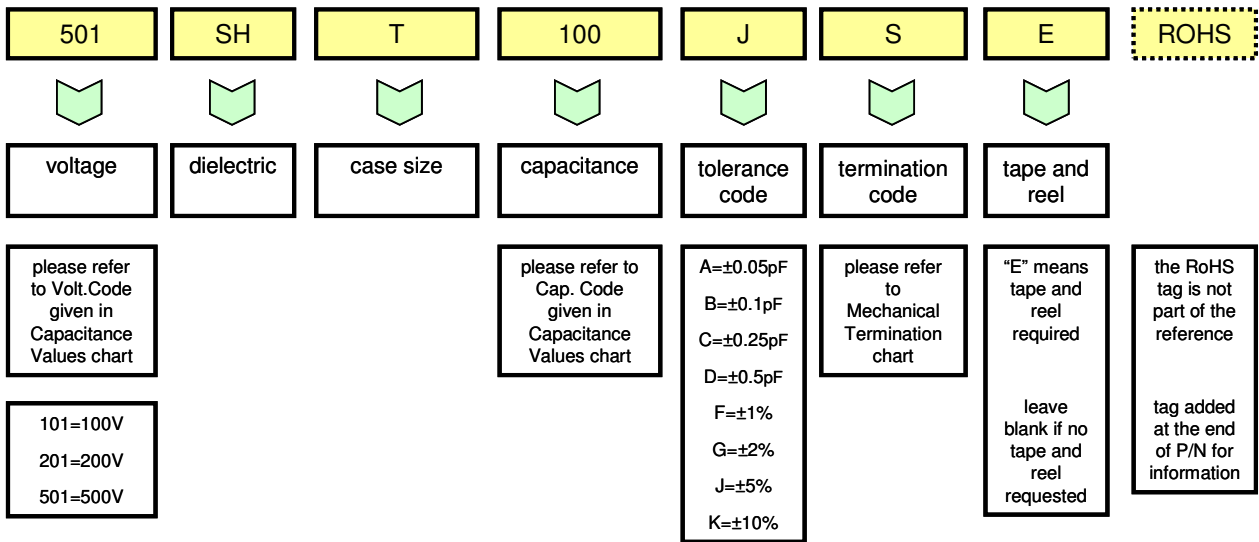 501
SH
T
100
J
S
E
ROHS
voltage
dielectric
case size
capacitance
tolerance
code
termination
code
tape and
reel
please refer
to Volt.Code
given in
Capacitance
Values chart
101=100V
201=200V
501=500V
please refer to
Cap. Code
given in
Capacitance
Values chart
A=±0.05pF
B=±0.1pF
C=±0.25pF
D=±0.5pF
F=±1%
G=±2%
J=±5%
K=±10%
please refer
to
Mechanical
Termination
chart
“E” means
tape and
reel
required
leave
blank if no
tape and
reel
requested
the RoHS
tag is not
part of the
reference
tag added
at the end
of P/N for
information